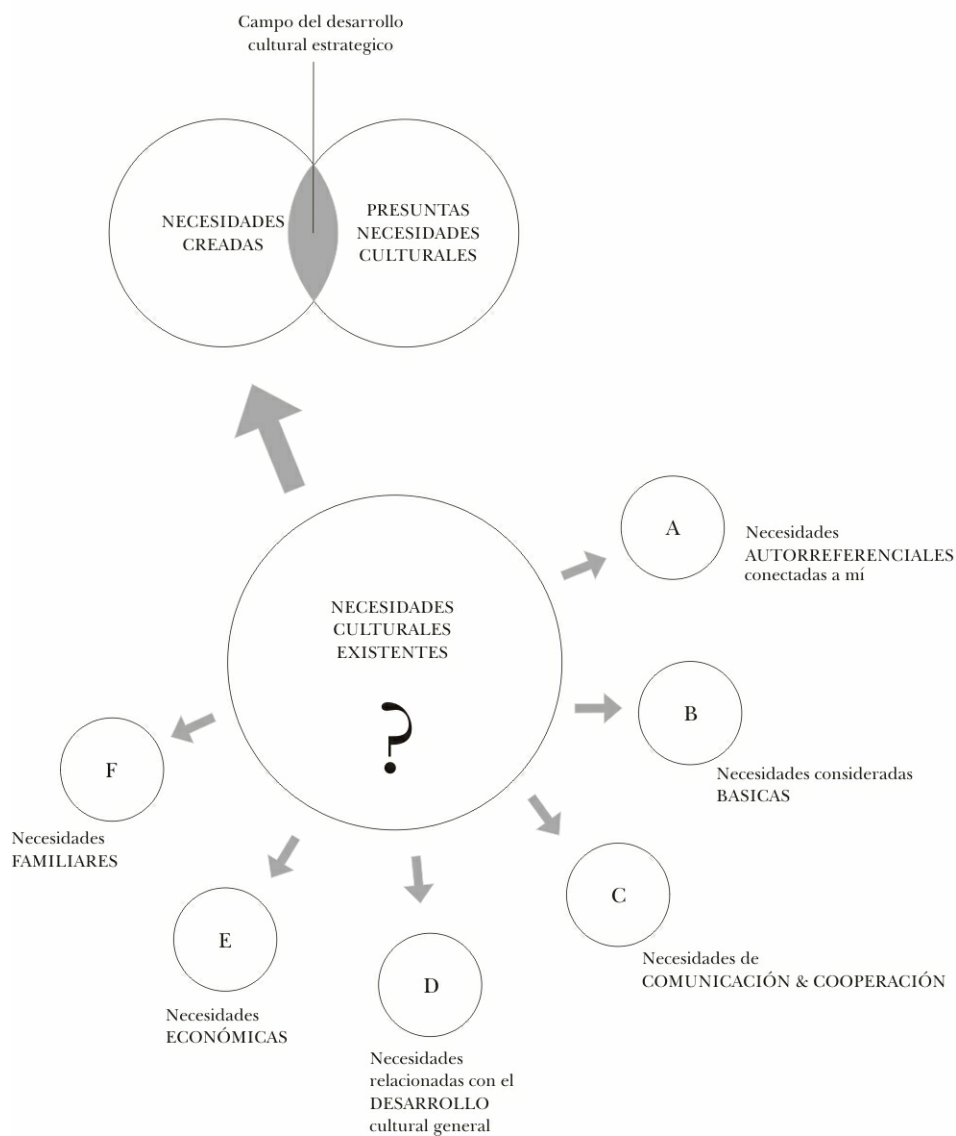 Campo del desarrollo
cultural estrategico
NECESIDADES
CREADAS
PRESUNTAS
NECESIDADES
CULTURALES
NECESIDADES
CULTURALES
EXISTENTES
?
A
Necesidades
AUTORREFERENCIALES
conectadas a mí
B
Necesidades consideradas
BASICAS
C
Necesidades de
COMUNICACIÓN & COOPERACIÓN
D
Necesidades
relacionadas con el
DESARROLLO
cultural general
E
Necesidades
ECONÓMICAS
F
Necesidades
FAMILIARES